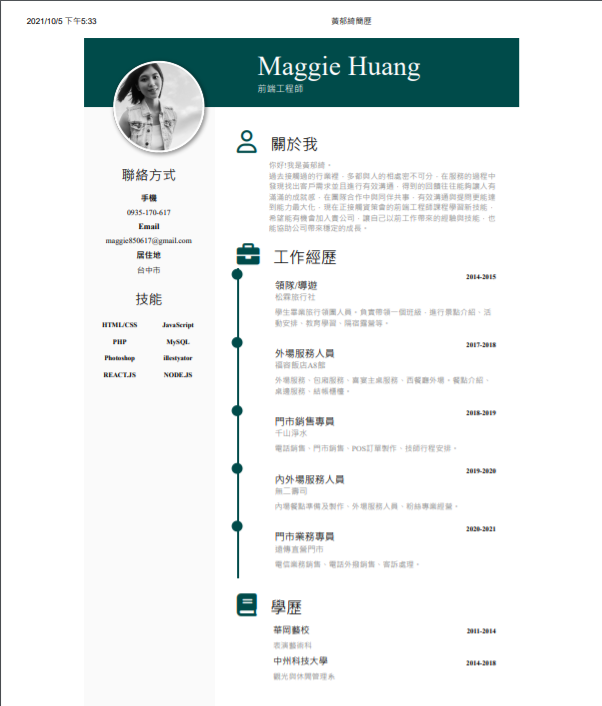 2021/10/5 下午5:33
黃郁綺簡歷
Maggie Huang
前端工程師
聯絡方式
手機
0935-170-617
Email
maggie850617@gmail.com
居住地
台中市
技能
HTML/CSS JavaScript
PHP MySQL
Photoshop illestyator
REACT.JS NODE.JS
關於我
你好!我是黃郁綺。
過去接觸過的行業裡，多都與人的相處密不可分，在服務的過程中
發現找出客戶需求並且進行有效溝通，得到的回饋往往能夠讓人有
滿滿的成就感，在團隊合作中與同伴共事，有效溝通與提問更能達
到能力最大化，現在正接觸資策會的前端工程師課程學習新技能，
希望能有機會加入貴公司，讓自己以前工作帶來的經驗與技能，也
能協助公司帶來穩定的成長。
工作經歷
2014-2015
領隊/導遊
松霖旅行社
學生畢業旅行領團人員。負責帶領一個班級，進行景點介紹、活
動安排、教育學習、隔宿露營等。
2017-2018
外場服務人員
福容飯店A8館
外場服務、包廂服務、貴賓主桌服務、西餐廳外場。餐點介紹、
桌邊服務、結帳櫃檯。
2018-2019
門市銷售專員
千山淨水
電話銷售、門市銷售、POS訂單製作、技師行程安排。
2019-2020
內外場服務人員
無二壽司
內場餐點準備及製作、外場服務人員、粉絲專業經營。
2020-2021
門市業務專員
遠傳直營門市
電信業務銷售、電話外撥銷售、客訴處理。
學歷
華岡藝校 2011-2014
表演藝術科
中州科技大學 2014-2018
觀光與休閒管理系